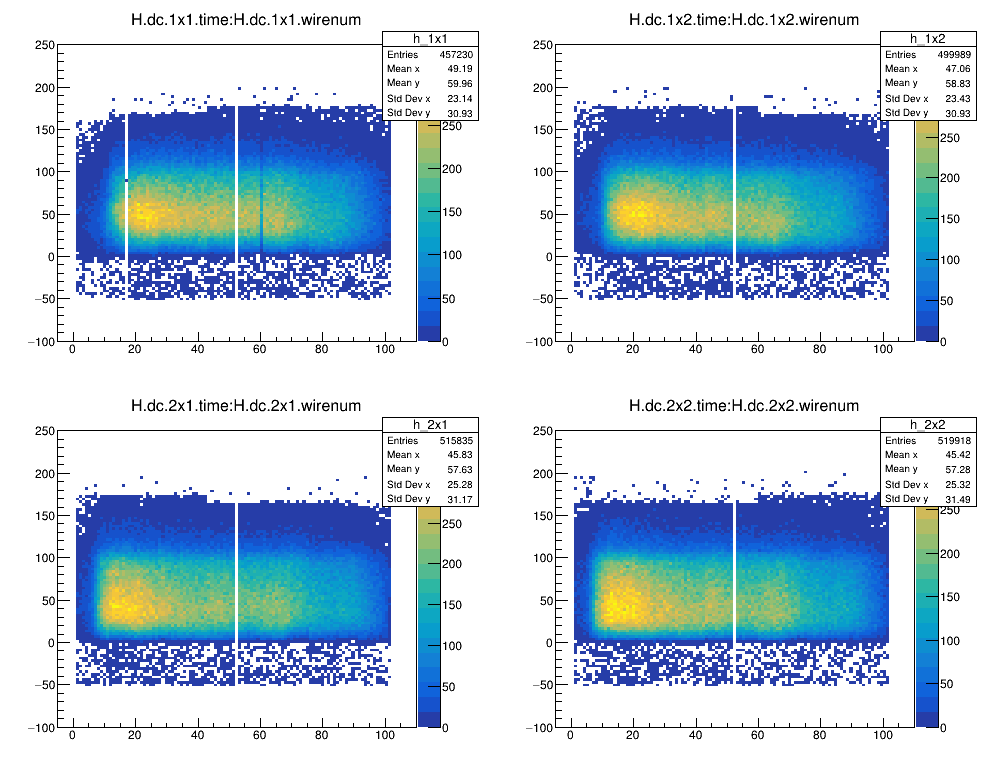 H.dc.1x1.time:H.dc.1x1.wirenum
h_1x1
Entries 457230
Mean x 49.19
Mean y 59.96
Std Dev x 23.14
Std Dev y 30.93
250
200
150
100
50
0
−50
−100
0 20 40 60 80 100
250
200
150
100
50
0
H.dc.1x2.time:H.dc.1x2.wirenum
h_1x2
Entries 499989
Mean x 47.06
Mean y 58.83
Std Dev x 23.43
Std Dev y 30.93
250
200
150
100
50
0
−50
−100
0 20 40 60 80 100
250
200
150
100
50
0
H.dc.2x1.time:H.dc.2x1.wirenum
h_2x1
Entries 515835
Mean x 45.83
Mean y 57.63
Std Dev x 25.28
Std Dev y 31.17
250
200
150
100
50
0
−50
−100
0 20 40 60 80 100
250
200
150
100
50
0
H.dc.2x2.time:H.dc.2x2.wirenum
h_2x2
Entries 519918
Mean x 45.42
Mean y 57.28
Std Dev x 25.32
Std Dev y 31.49
250
200
150
100
50
0
−50
−100
0 20 40 60 80 100
250
200
150
100
50
0